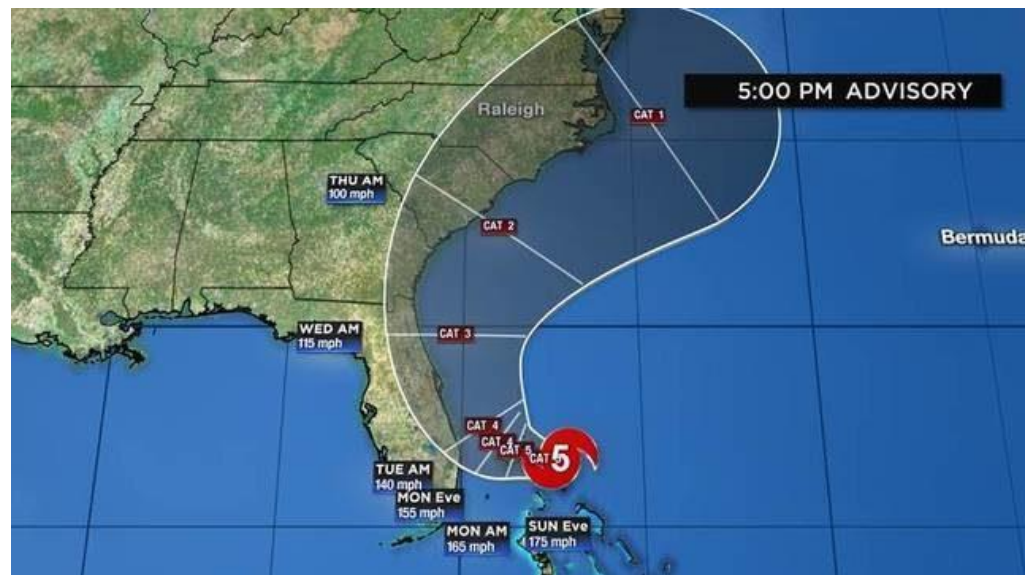 5:00 PM ADVISORY
Raleigh
CAT 1
THU AM
100 mph
CAT 2
Bermuda
WED AM
115 mph
CAT 3
CAT 4
CAT 4
CAT 5
CAT
5
TUE AM
140 mph
MON Eve
155 mph
MON AM
165 mph
SUN Eve
175 mph